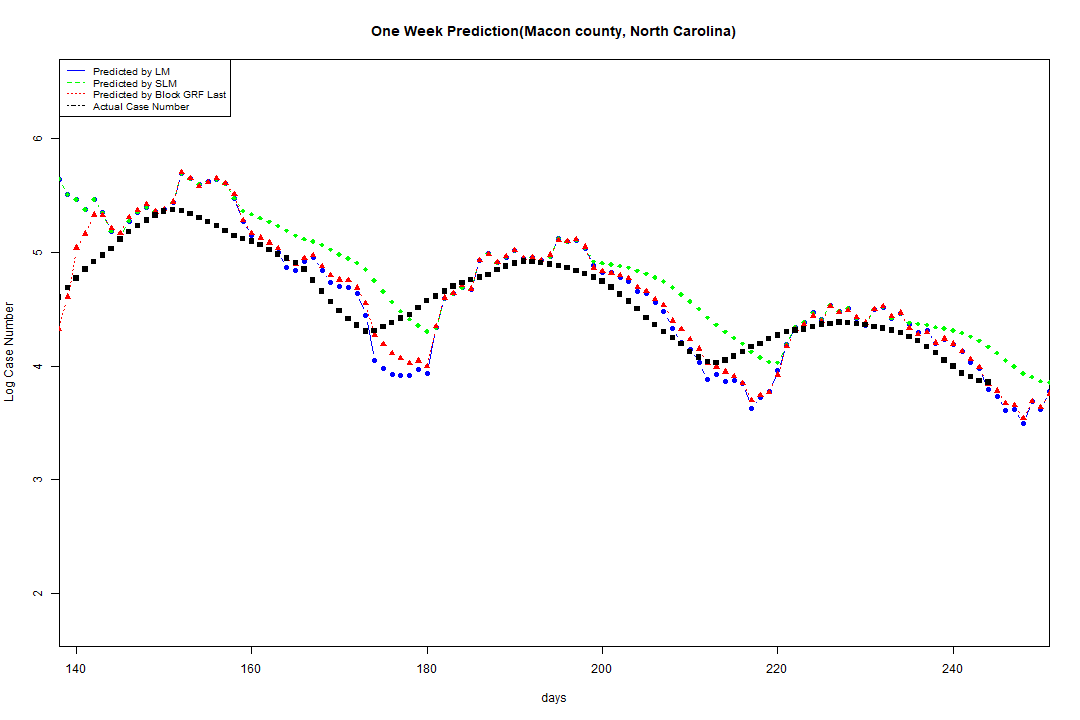 One Week Prediction(Macon county, North Carolina)
Predicted by LM
Predicted by SLM
Predicted by Block GRF Last
Actual Case Number
6
5
4
3
2
Log Case Number
140 160 180 200 220 240
days